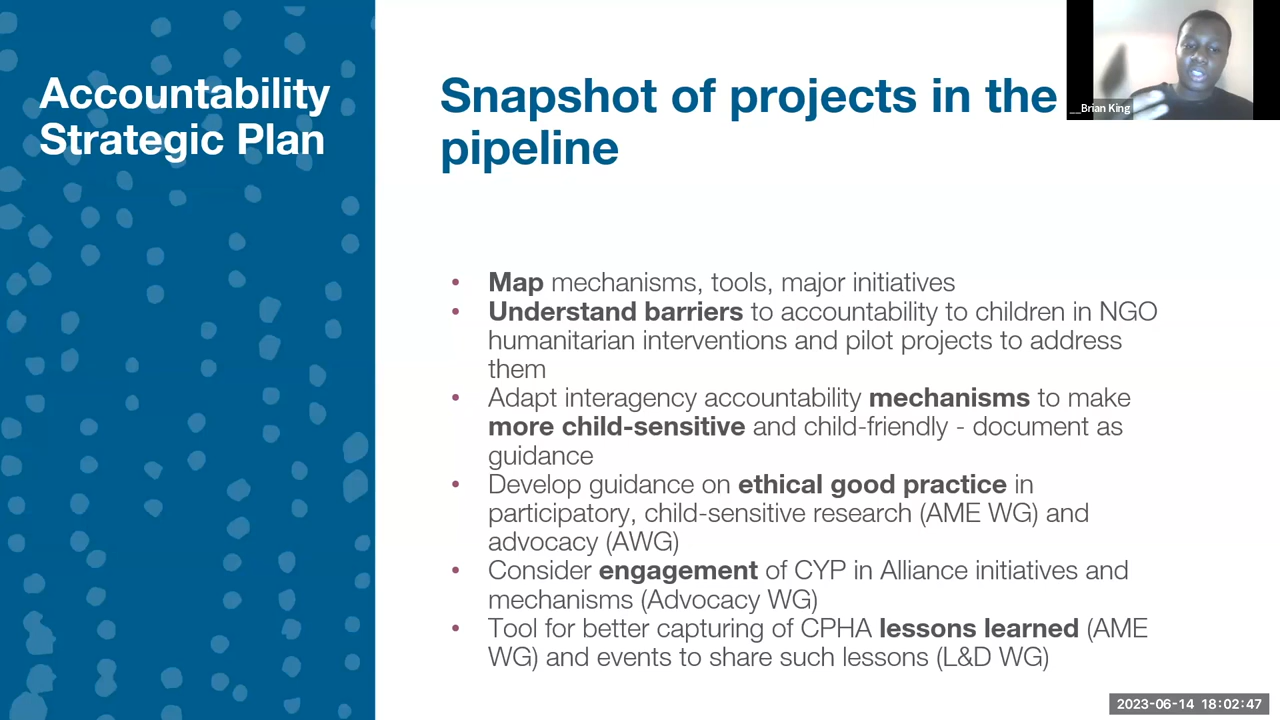 Accountability
Strategic Plan
Snapshot of projects in the
pipeline
__Brian King
• Map mechanisms, tools, major initiatives
• Understand barriers to accountability to children in NGO
humanitarian interventions and pilot projects to address
them
• Adapt interagency accountability mechanisms to make
more child-sensitive and child-friendly - document as
guidance
• Develop guidance on ethical good practice in
participatory, child-sensitive research (AME WG) and
advocacy (AWG)
• Consider engagement of CYP in Alliance initiatives and
mechanisms (Advocacy WG)
• Tool for better capturing of CPHA lessons learned (AME
WG) and events to share such lessons (L&D WG)
2023-06-14 18:02:47